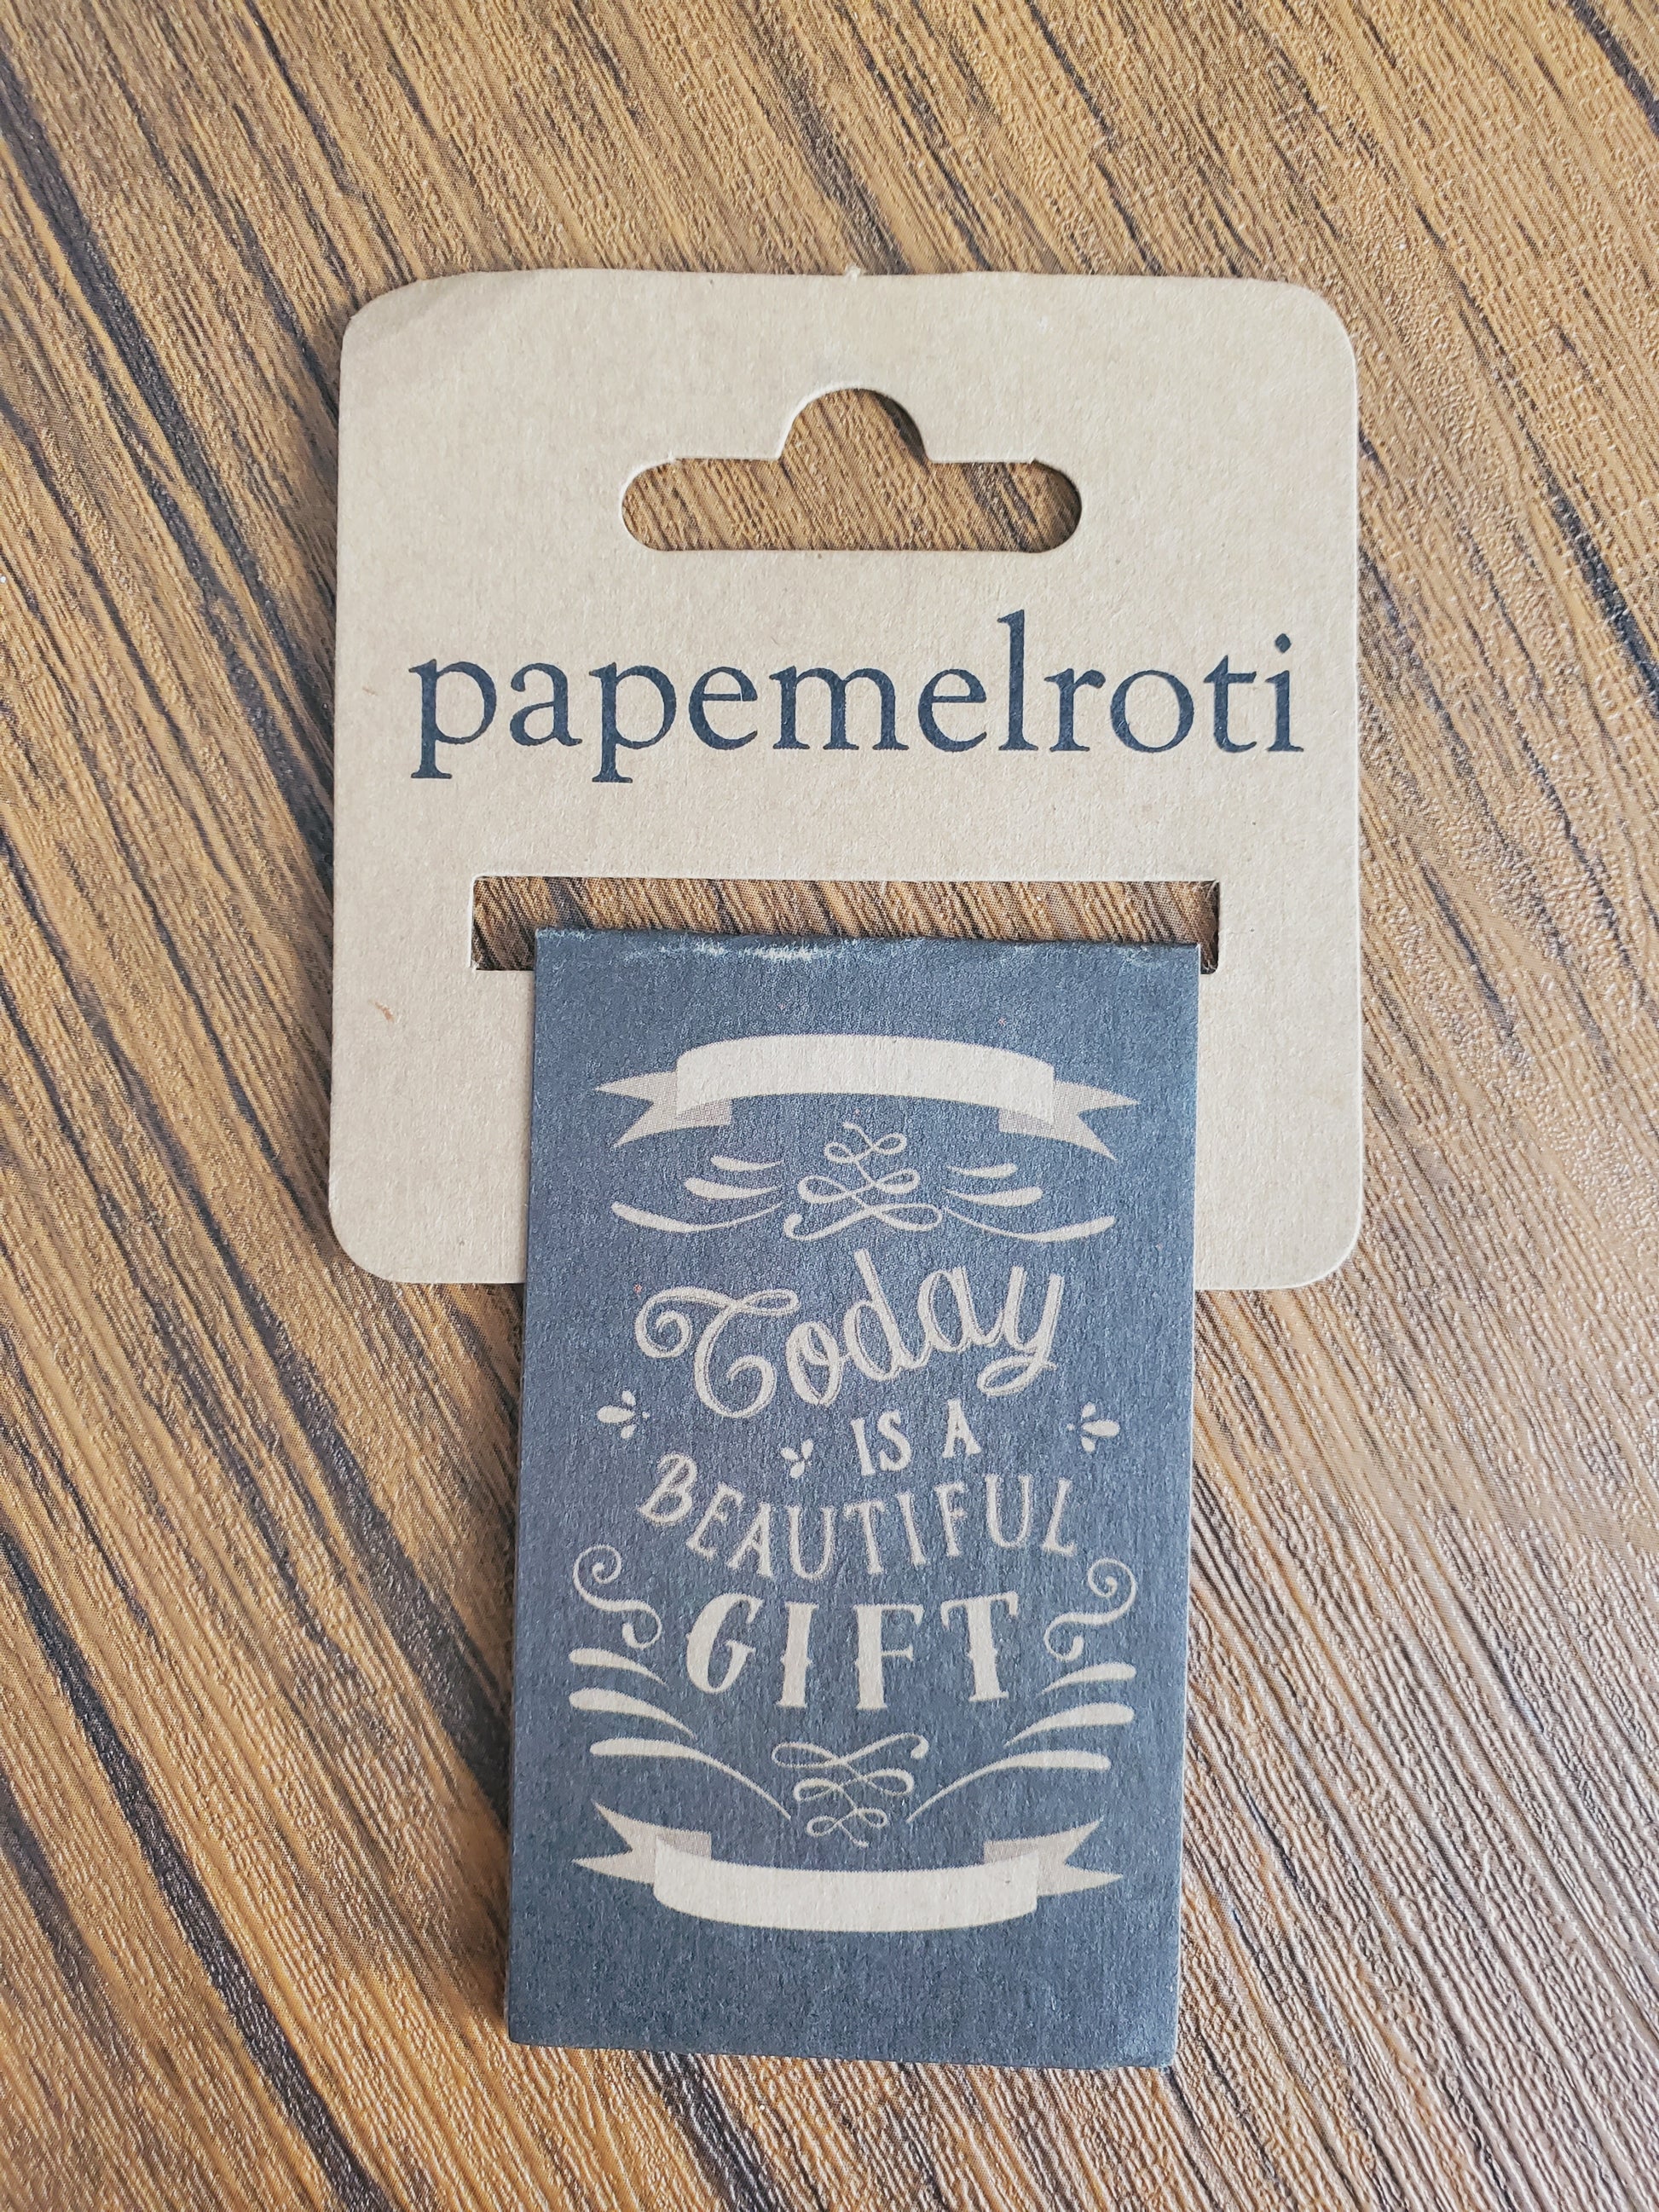 papemelroti
Today
IS A
BEAUTIFUL
GIFT